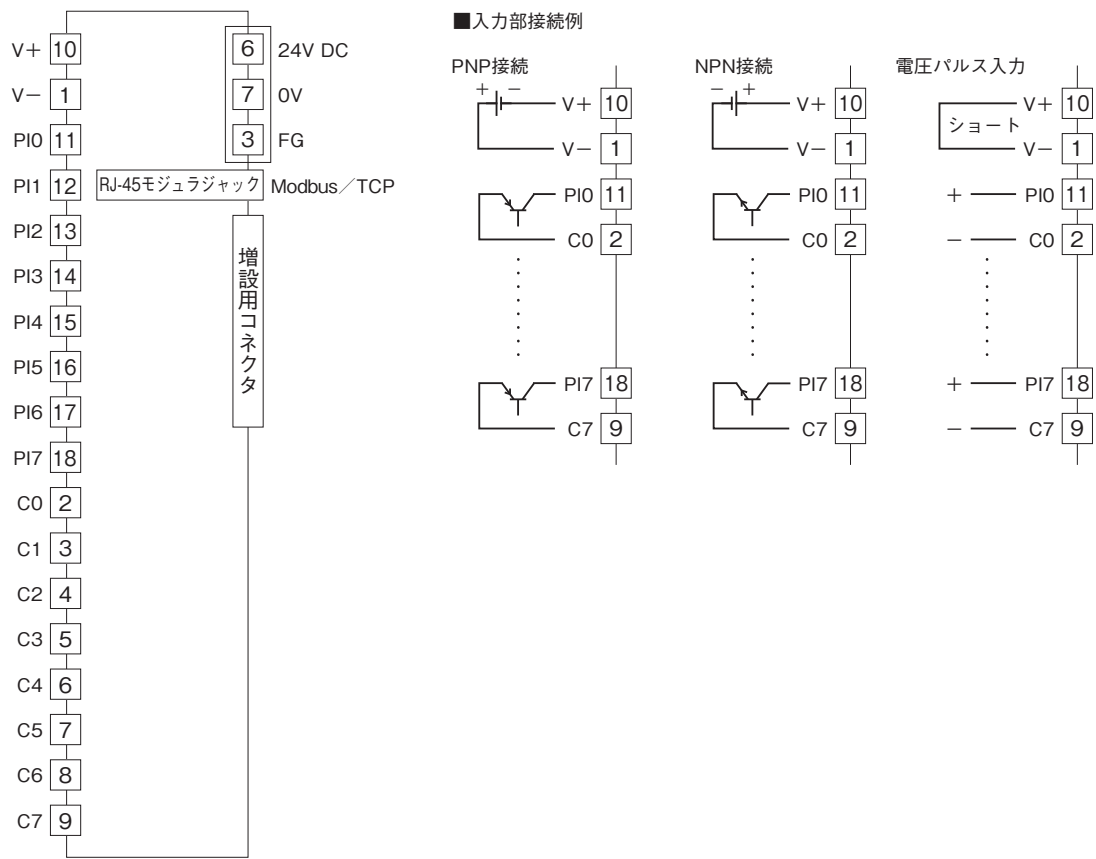 V+ 10
V− 1
PI0 11
PI1 12
PI2 13
PI3 14
PI4 15
PI5 16
PI6 17
PI7 18
C0 2
C1 3
C2 4
C3 5
C4 6
C5 7
C6 8
C7 9
6 24V DC
7 0V
3 FG
RJ-45モジュラジャック Modbus／TCP
増設用コネクタ
■入力部接続例
PNP接続
+ −
V+ 10
V− 1
PI0 11
C0 2
PI7 18
C7 9
NPN接続
− +
V+ 10
V− 1
PI0 11
C0 2
PI7 18
C7 9
電圧パルス入力
V+ 10
ショート
V− 1
+ PI0 11
− C0 2
+ PI7 18
− C7 9